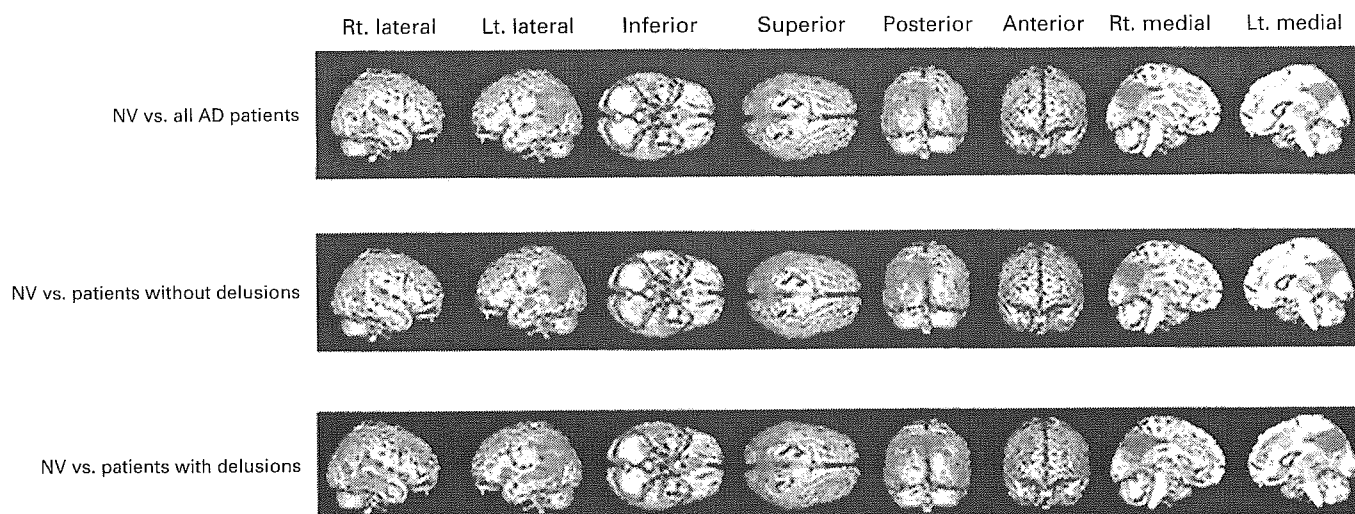 Rt. lateral Lt. lateral Inferior Superior Posterior Anterior Rt. medial Lt. medial
NV vs. all AD patients
NV vs. patients without delusions
NV vs. patients with delusions